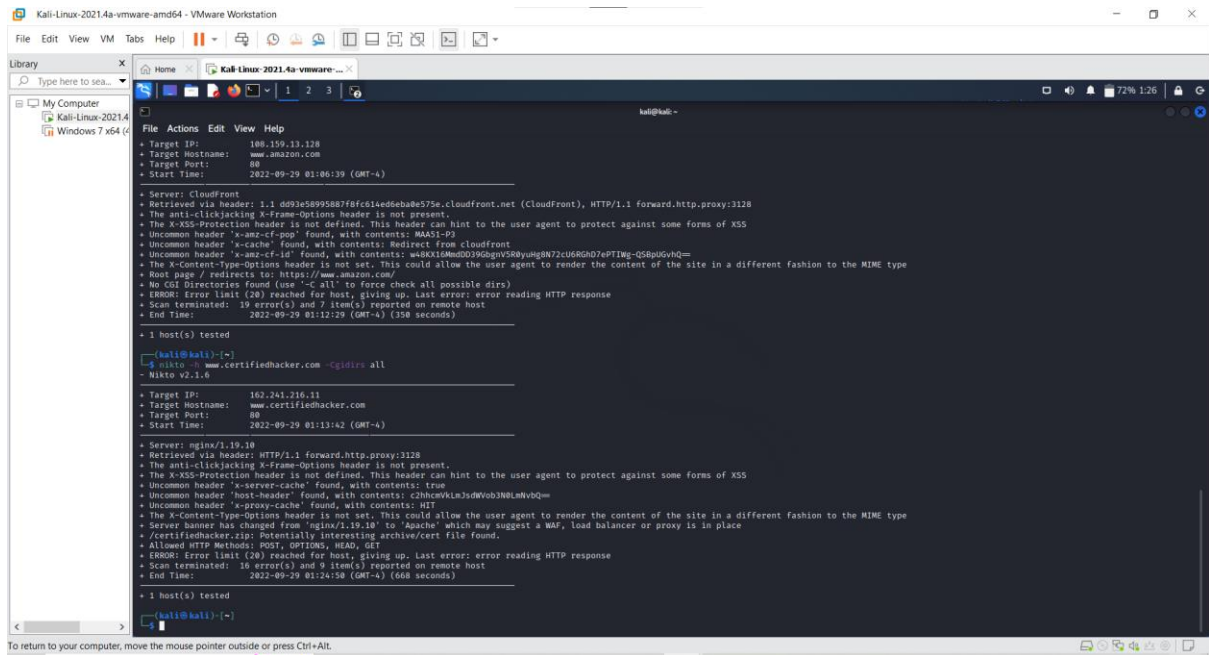 Kali-Linux-2021.4a-vmware-amd64 - VMware Workstation
File Edit View VM Tabs Help
Library X
Type here to sea...
Home
Kali-Linux-2021.4a-vmware-...
My Computer
Kali-Linux-2021.4
Windows 7 x64 (4
1 2 3
72% 1:26
kali@kali: ~
File Actions Edit View Help
+ Target IP: 108.159.13.128
+ Target Hostname: www.amazon.com
+ Target Port: 80
+ Start Time: 2022-09-29 01:06:39 (GMT-4)
+ Server: CloudFront
+ Retrieved via header: 1.1 dd93e58995887f8fc614ed6eba0e575e.cloudfront.net (CloudFront), HTTP/1.1 forward.http.proxy:3128
+ The anti-clickjacking X-Frame-Options header is not present.
+ The X-XSS-Protection header is not defined. This header can hint to the user agent to protect against some forms of XSS
+ Uncommon header 'x-amz-cf-pop' found, with contents: MAA51-P3
+ Uncommon header 'x-cache' found, with contents: Redirect from cloudfront
+ Uncommon header 'x-amz-cf-id' found, with contents: w48KX16MmdDD39GbgnV5R0yuHg8N72cU6RGhD7ePTIWg-QSBpUGvhQ==
+ The X-Content-Type-Options header is not set. This could allow the user agent to render the content of the site in a different fashion to the MIME type
+ Root page / redirects to: https://www.amazon.com/
+ No CGI Directories found (use '-C all' to force check all possible dirs)
+ ERROR: Error limit (20) reached for host, giving up. Last error: error reading HTTP response
+ Scan terminated: 19 error(s) and 7 item(s) reported on remote host
+ End Time: 2022-09-29 01:12:29 (GMT-4) (350 seconds)
+ 1 host(s) tested
(kali㉿kali)-[~]
$ nikto -h www.certifiedhacker.com -Cgidirs all
- Nikto v2.1.6
+ Target IP: 162.241.216.11
+ Target Hostname: www.certifiedhacker.com
+ Target Port: 80
+ Start Time: 2022-09-29 01:13:42 (GMT-4)
+ Server: nginx/1.19.10
+ Retrieved via header: HTTP/1.1 forward.http.proxy:3128
+ The anti-clickjacking X-Frame-Options header is not present.
+ The X-XSS-Protection header is not defined. This header can hint to the user agent to protect against some forms of XSS
+ Uncommon header 'x-server-cache' found, with contents: true
+ Uncommon header 'host-header' found, with contents: c2hhcmVkLmJsdWVob3N0LmNvbQ==
+ Uncommon header 'x-proxy-cache' found, with contents: HIT
+ The X-Content-Type-Options header is not set. This could allow the user agent to render the content of the site in a different fashion to the MIME type
+ Server banner has changed from 'nginx/1.19.10' to 'Apache' which may suggest a WAF, load balancer or proxy is in place
+ /certifiedhacker.zip: Potentially interesting archive/cert file found.
+ Allowed HTTP Methods: POST, OPTIONS, HEAD, GET
+ ERROR: Error limit (20) reached for host, giving up. Last error: error reading HTTP response
+ Scan terminated: 16 error(s) and 9 item(s) reported on remote host
+ End Time: 2022-09-29 01:24:50 (GMT-4) (668 seconds)
+ 1 host(s) tested
(kali㉿kali)-[~]
$
To return to your computer, move the mouse pointer outside or press Ctrl+Alt.